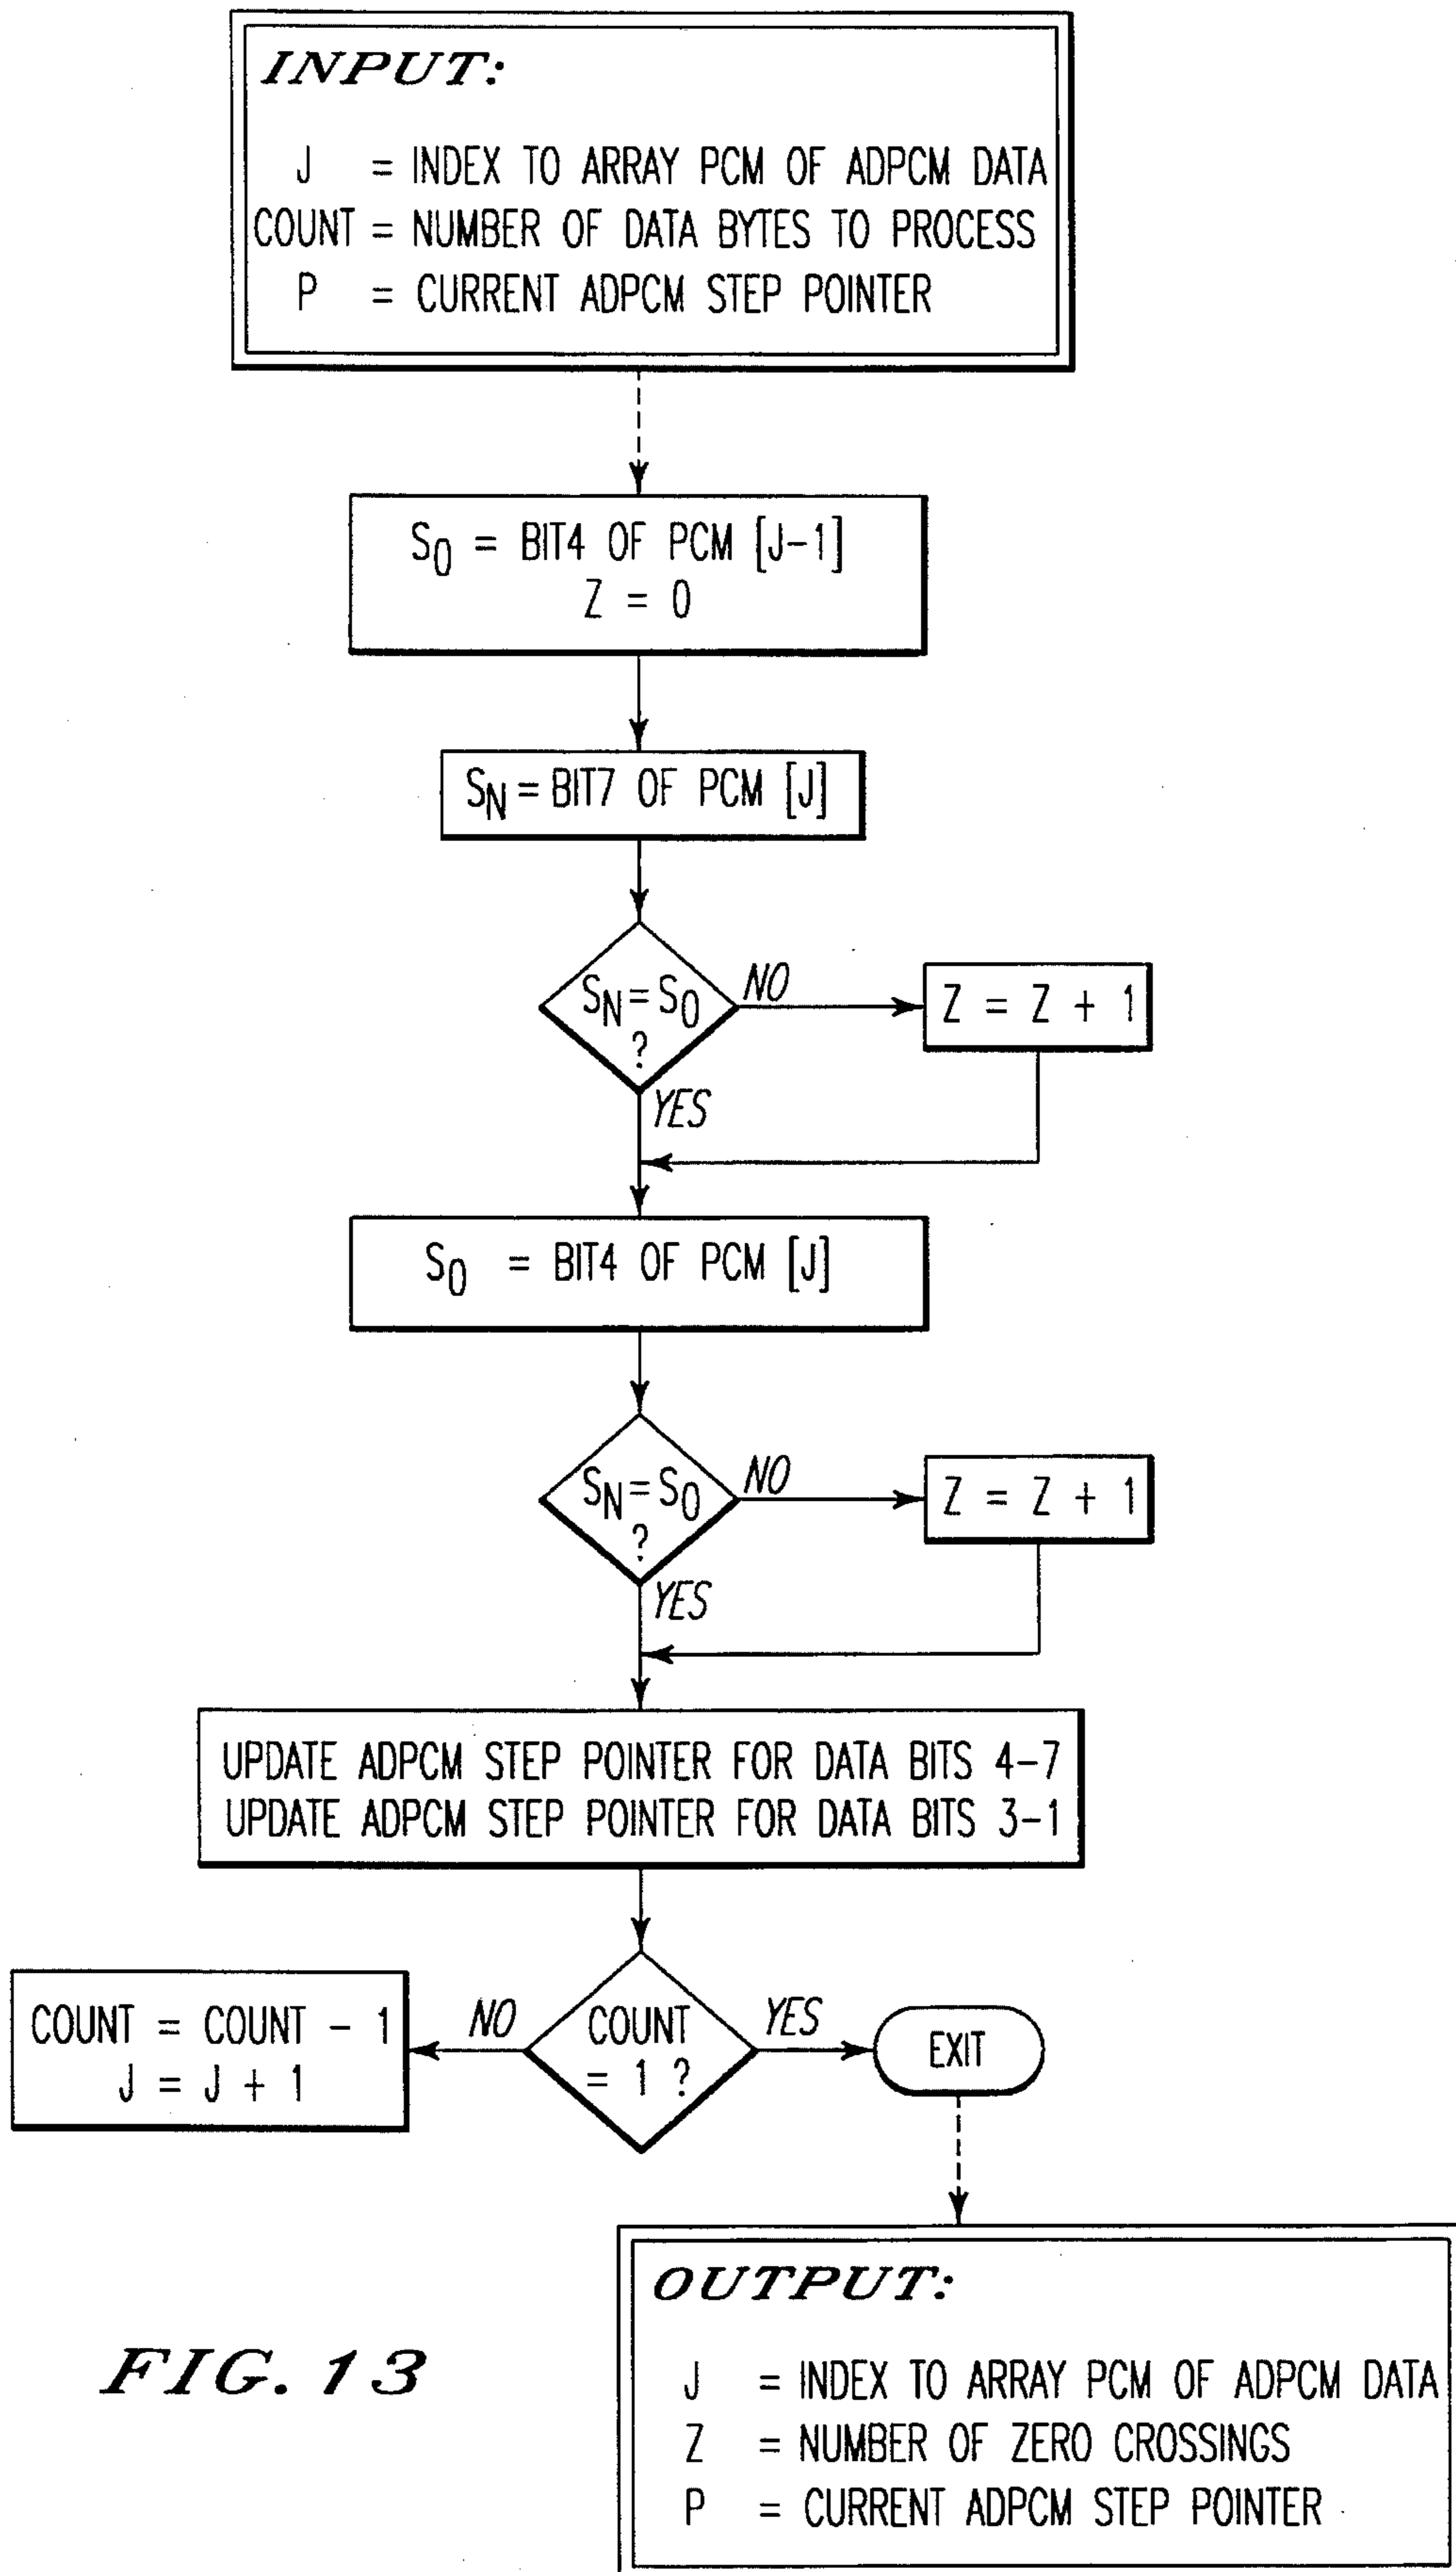 INPUT:
J = INDEX TO ARRAY PCM OF ADPCM DATA
COUNT = NUMBER OF DATA BYTES TO PROCESS
P = CURRENT ADPCM STEP POINTER
S0 = BIT4 OF PCM [J-1]
Z = 0
SN = BIT7 OF PCM [J]
SN = S0
?
NO
Z = Z + 1
YES
S0 = BIT4 OF PCM [J]
SN = S0
?
NO
Z = Z + 1
YES
UPDATE ADPCM STEP POINTER FOR DATA BITS 4-7
UPDATE ADPCM STEP POINTER FOR DATA BITS 3-1
COUNT = COUNT - 1
J = J + 1
NO
COUNT
= 1 ?
YES
EXIT
OUTPUT:
J = INDEX TO ARRAY PCM OF ADPCM DATA
Z = NUMBER OF ZERO CROSSINGS
P = CURRENT ADPCM STEP POINTER
FIG. 13